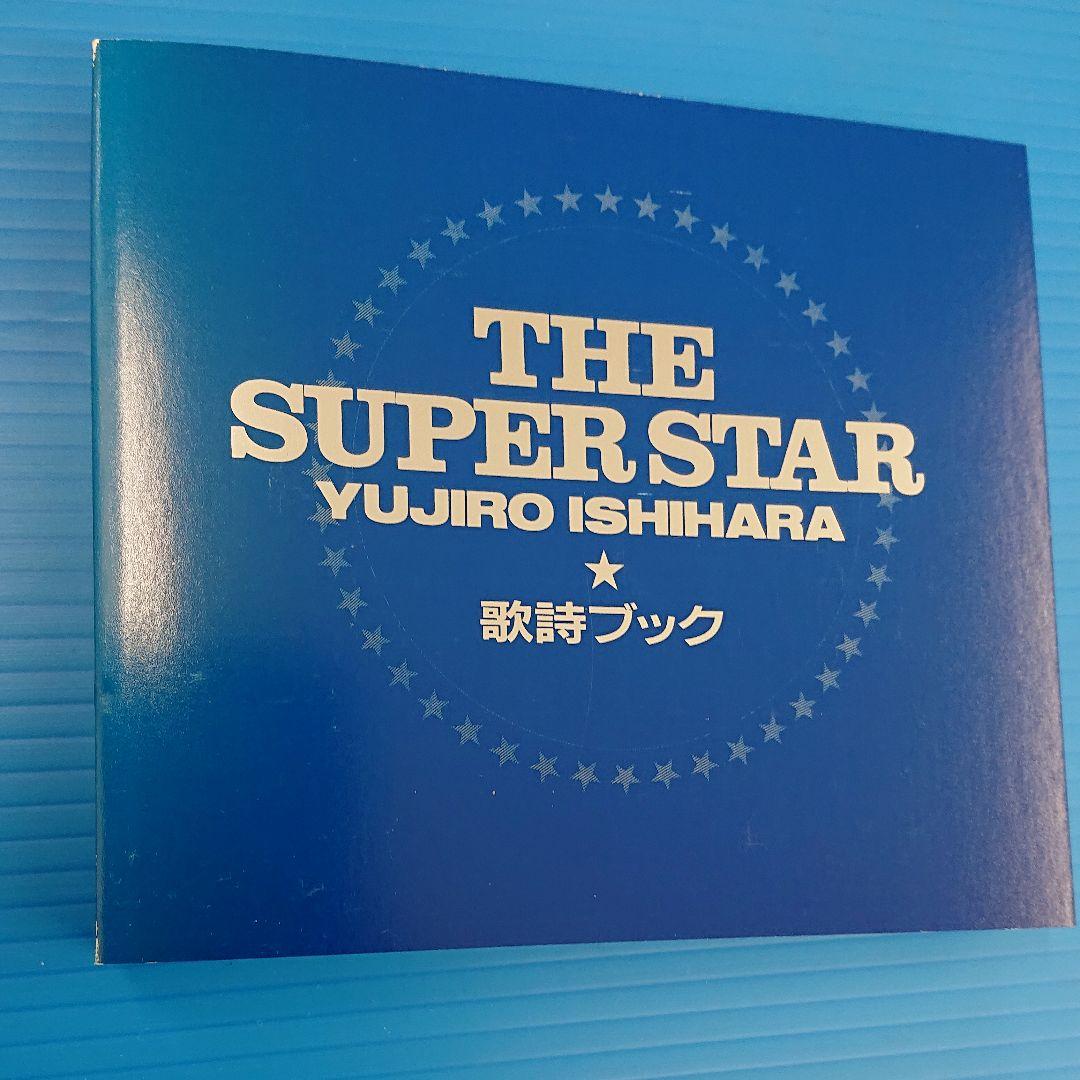 THE
SUPER STAR
YUJIRO ISHIHARA
★
歌詩ブック